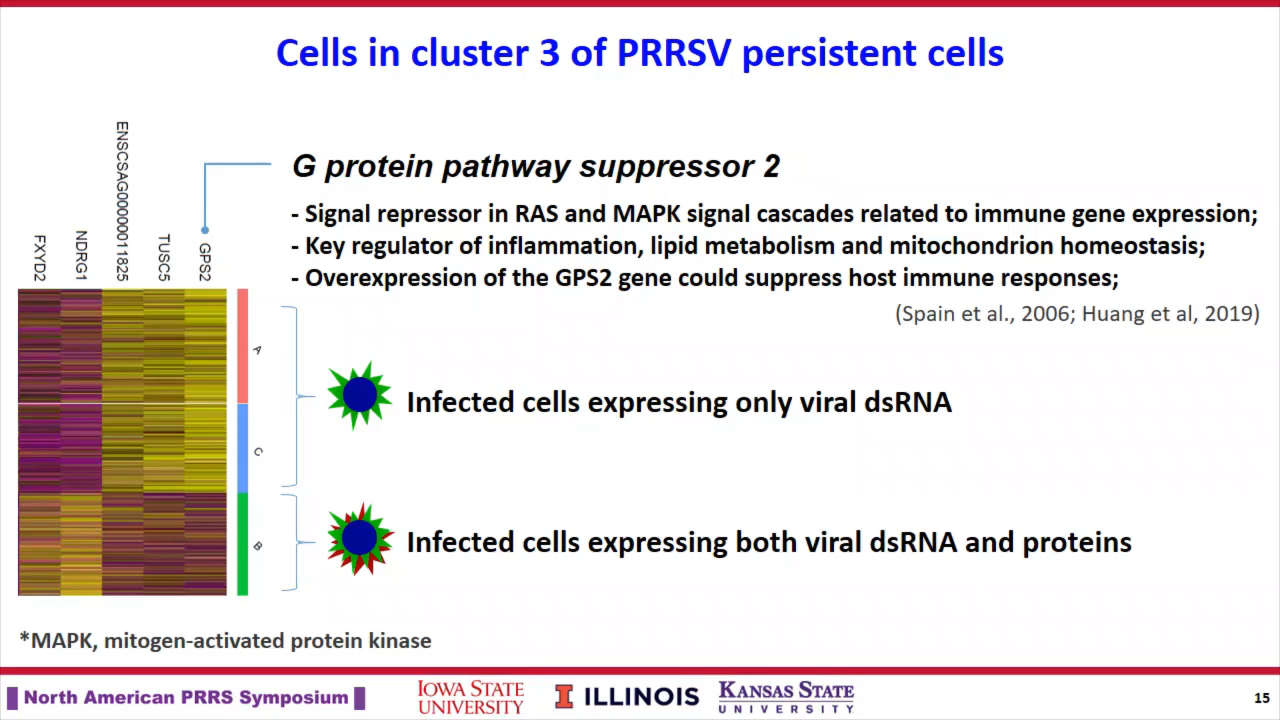 Cells in cluster 3 of PRRSV persistent cells
FXYD2
NDRG1
ENSCSAG00000011825
TUSC5
GPS2
G protein pathway suppressor 2
- Signal repressor in RAS and MAPK signal cascades related to immune gene expression;
- Key regulator of inflammation, lipid metabolism and mitochondrion homeostasis;
- Overexpression of the GPS2 gene could suppress host immune responses;
(Spain et al., 2006; Huang et al, 2019)
A
Infected cells expressing only viral dsRNA
C
B
Infected cells expressing both viral dsRNA and proteins
*MAPK, mitogen-activated protein kinase
North American PRRS Symposium
IOWA STATE
UNIVERSITY
I ILLINOIS
KANSAS STATE
UNIVERSITY
15